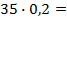 35 · 0,2 =